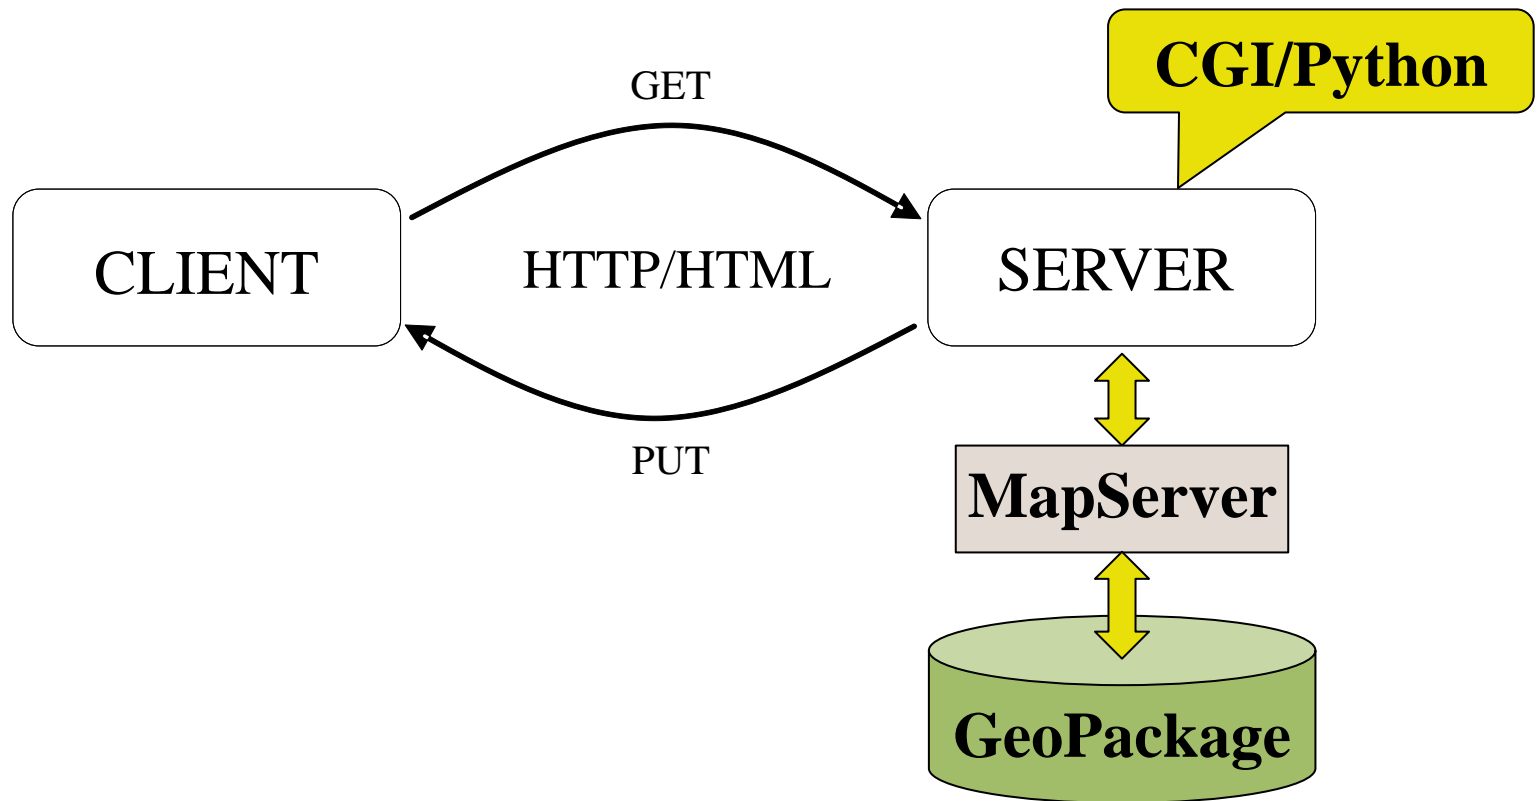 CGI/Python
GET
CLIENT
HTTP/HTML
SERVER
PUT
MapServer
GeoPackage